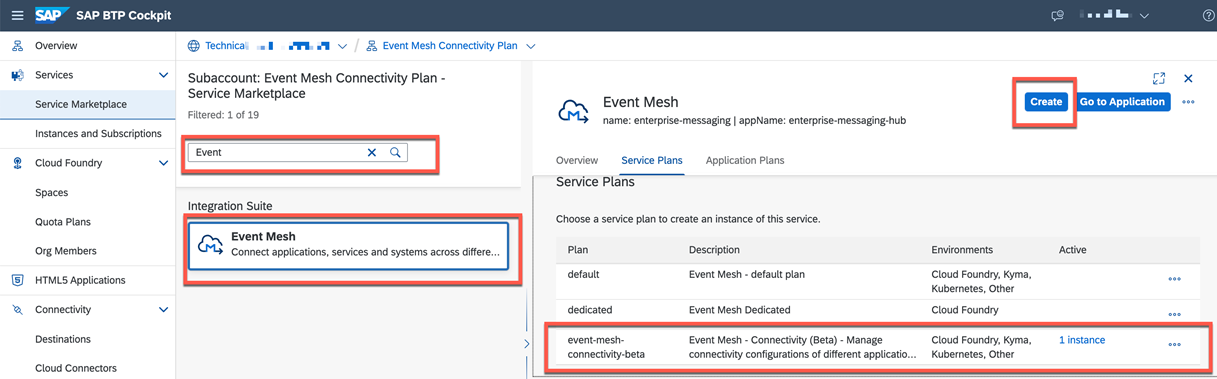 SAP SAP BTP Cockpit
Overview
Services
Service Marketplace
Instances and Subscriptions
Cloud Foundry
Spaces
Quota Plans
Org Members
HTML5 Applications
Connectivity
Destinations
Cloud Connectors
Technical / Event Mesh Connectivity Plan
Subaccount: Event Mesh Connectivity Plan -
Service Marketplace
Filtered: 1 of 19
Event
Integration Suite
Event Mesh
Connect applications, services and systems across differe...
Event Mesh
name: enterprise-messaging | appName: enterprise-messaging-hub
Create Go to Application
Overview Service Plans Application Plans
Service Plans
Choose a service plan to create an instance of this service.
Plan Description Environments Active
default Event Mesh - default plan Cloud Foundry, Kyma,
Kubernetes, Other
dedicated Event Mesh Dedicated Cloud Foundry
event-mesh- Event Mesh - Connectivity (Beta) - Manage Cloud Foundry, Kyma, 1 instance
connectivity-beta connectivity configurations of different applicatio... Kubernetes, Other